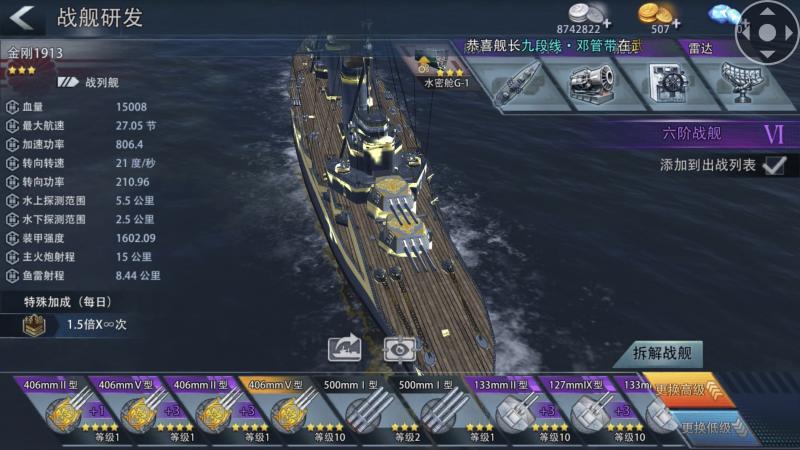 战舰研发
8742822
507
恭喜舰长九段线·邓管带在武
雷达
金刚1913
战列舰
水密舱G-1
血量 15008
最大航速 27.05 节
加速功率 806.4
转向转速 21 度/秒
转向功率 210.96
水上探测范围 5.5 公里
水下探测范围 2.5 公里
装甲强度 1602.09
主火炮射程 15 公里
鱼雷射程 8.44 公里
六阶战舰 VI
添加到出战列表
特殊加成（每日）
1.5倍X∞次
拆解战舰
406mmⅡ型 406mmⅤ型 406mmⅡ型 406mmⅤ型 500mmⅠ型 500mmⅠ型 133mmⅡ型 127mmⅨ型 133m
更换高级
+1 +3 +3 +3 +3
更换低级
等级1 等级1 等级1 等级10 等级2 等级10 等级10 等级10